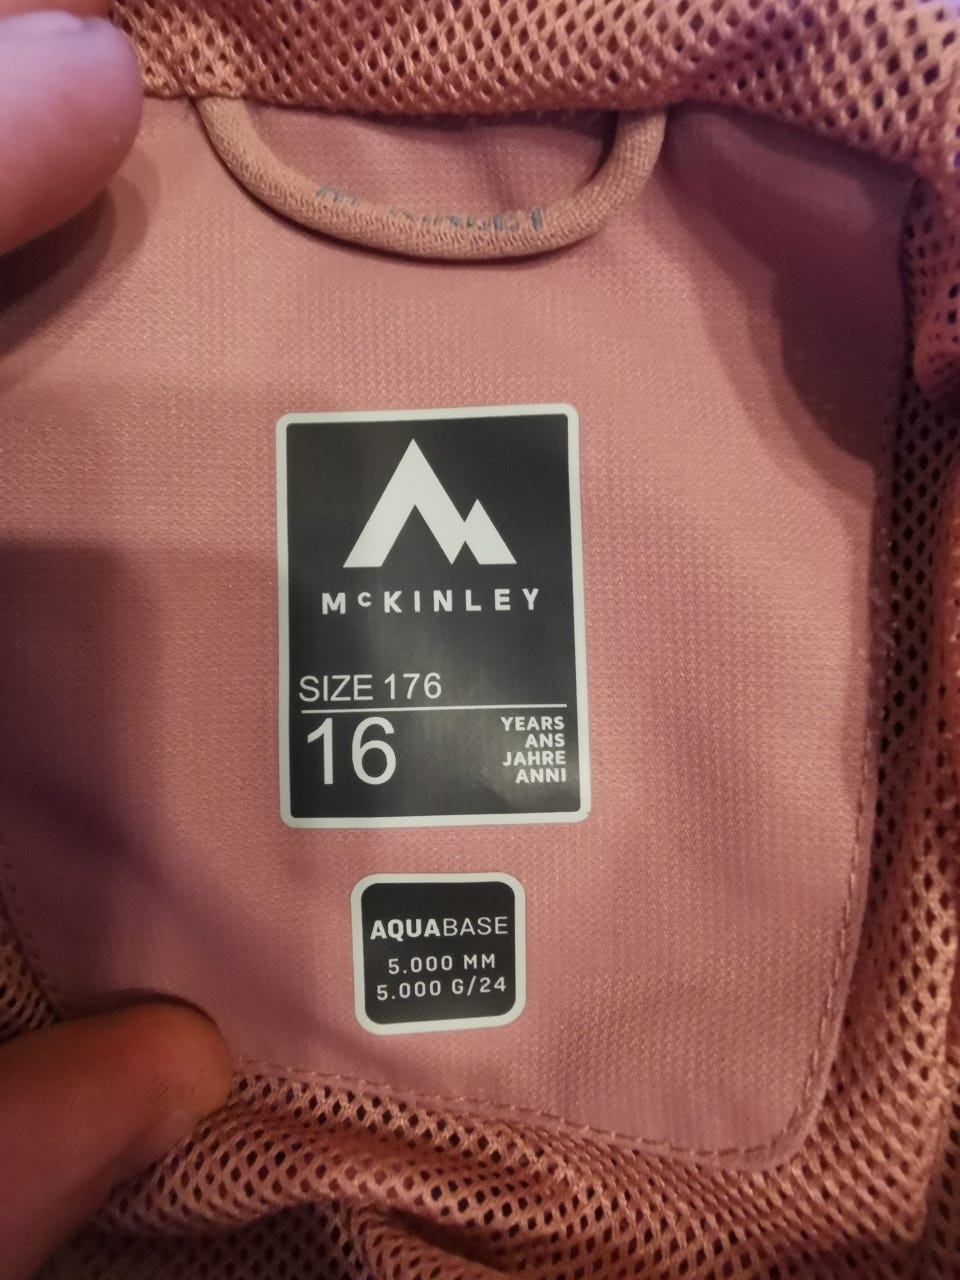 McKINLEY
SIZE 176
16
YEARS
ANS
JAHRE
ANNI
AQUABASE
5.000 MM
5.000 G/24